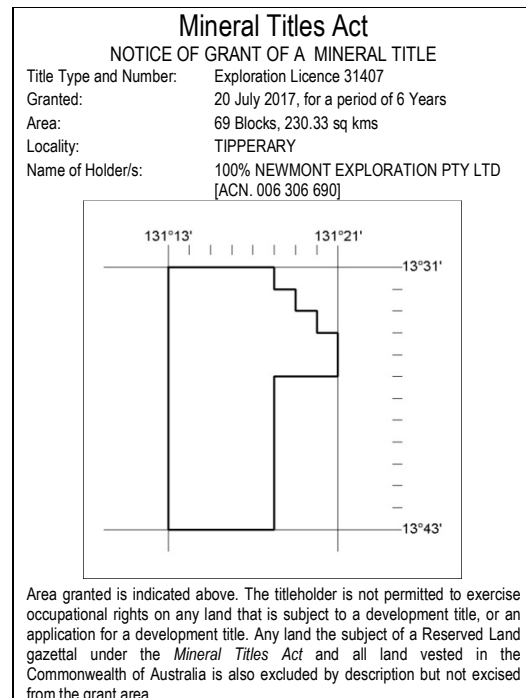 Mineral Titles Act
NOTICE OF GRANT OF A MINERAL TITLE
Title Type and Number: Exploration Licence 31407
Granted: 20 July 2017, for a period of 6 Years
Area: 69 Blocks, 230.33 sq kms
Locality: TIPPERARY
Name of Holder/s: 100% NEWMONT EXPLORATION PTY LTD
[ACN. 006 306 690]
131°13' 131°21'
13°31'
13°43'
Area granted is indicated above. The titleholder is not permitted to exercise
occupational rights on any land that is subject to a development title, or an
application for a development title. Any land the subject of a Reserved Land
gazettal under the Mineral Titles Act and all land vested in the
Commonwealth of Australia is also excluded by description but not excised
from the grant area.